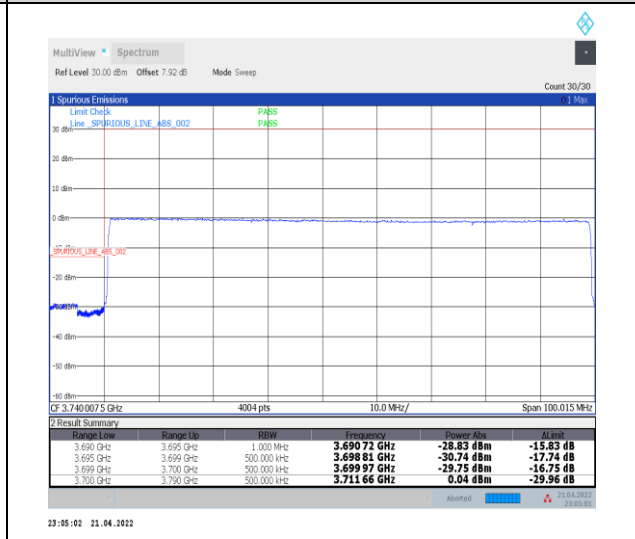 MultiView Spectrum
Ref Level 30.00 dBm Offset 7.92 dB Mode Sweep
Count 30/30
1 Spurious Emissions 1 Max
Limit Check PASS
Line _SPURIOUS_LINE_ABS_002 PASS
30 dBm
20 dBm
10 dBm
0 dBm
_SPURIOUS_LINE_ABS_002
-20 dBm
-30 dBm
-40 dBm
-50 dBm
-60 dBm
CF 3.7400075 GHz 4004 pts 10.0 MHz/ Span 100.015 MHz
2 Result Summary
Range Low Range Up RBW Frequency Power Abs ΔLimit
3.690 GHz 3.695 GHz 1.000 MHz 3.690 72 GHz -28.83 dBm -15.83 dB
3.695 GHz 3.699 GHz 500.000 kHz 3.698 81 GHz -30.74 dBm -17.74 dB
3.699 GHz 3.700 GHz 500.000 kHz 3.699 97 GHz -29.75 dBm -16.75 dB
3.700 GHz 3.790 GHz 500.000 kHz 3.711 66 GHz 0.04 dBm -29.96 dB
Aborted 21.04.2022
23:05:01
23:05:02 21.04.2022